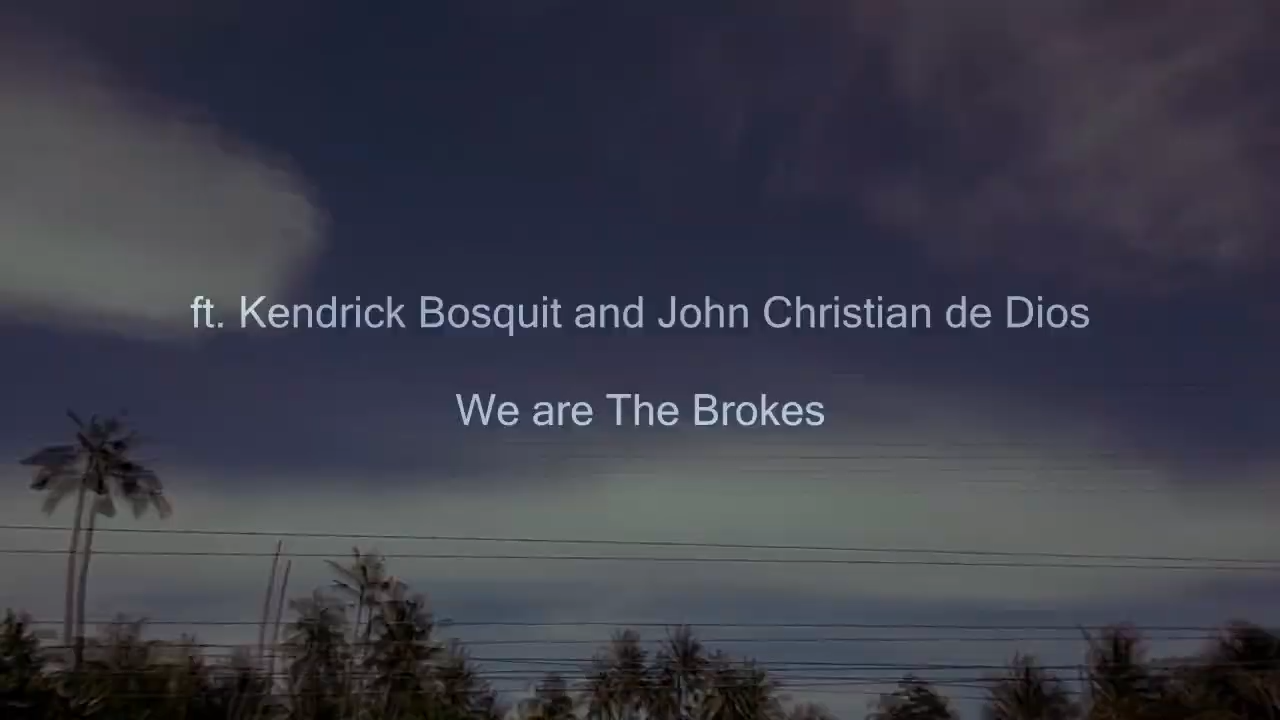 ft. Kendrick Bosquit and John Christian de Dios
We are The Brokes